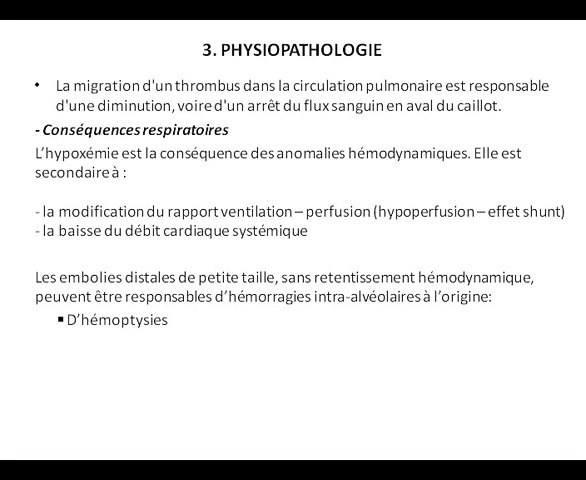 3. PHYSIOPATHOLOGIE
• La migration d'un thrombus dans la circulation pulmonaire est responsable
d'une diminution, voire d'un arrêt du flux sanguin en aval du caillot.
- Conséquences respiratoires
L'hypoxémie est la conséquence des anomalies hémodynamiques. Elle est
secondaire à :
- la modification du rapport ventilation – perfusion (hypoperfusion – effet shunt)
- la baisse du débit cardiaque systémique
Les embolies distales de petite taille, sans retentissement hémodynamique,
peuvent être responsables d'hémorragies intra-alvéolaires à l'origine:
▪ D'hémoptysies